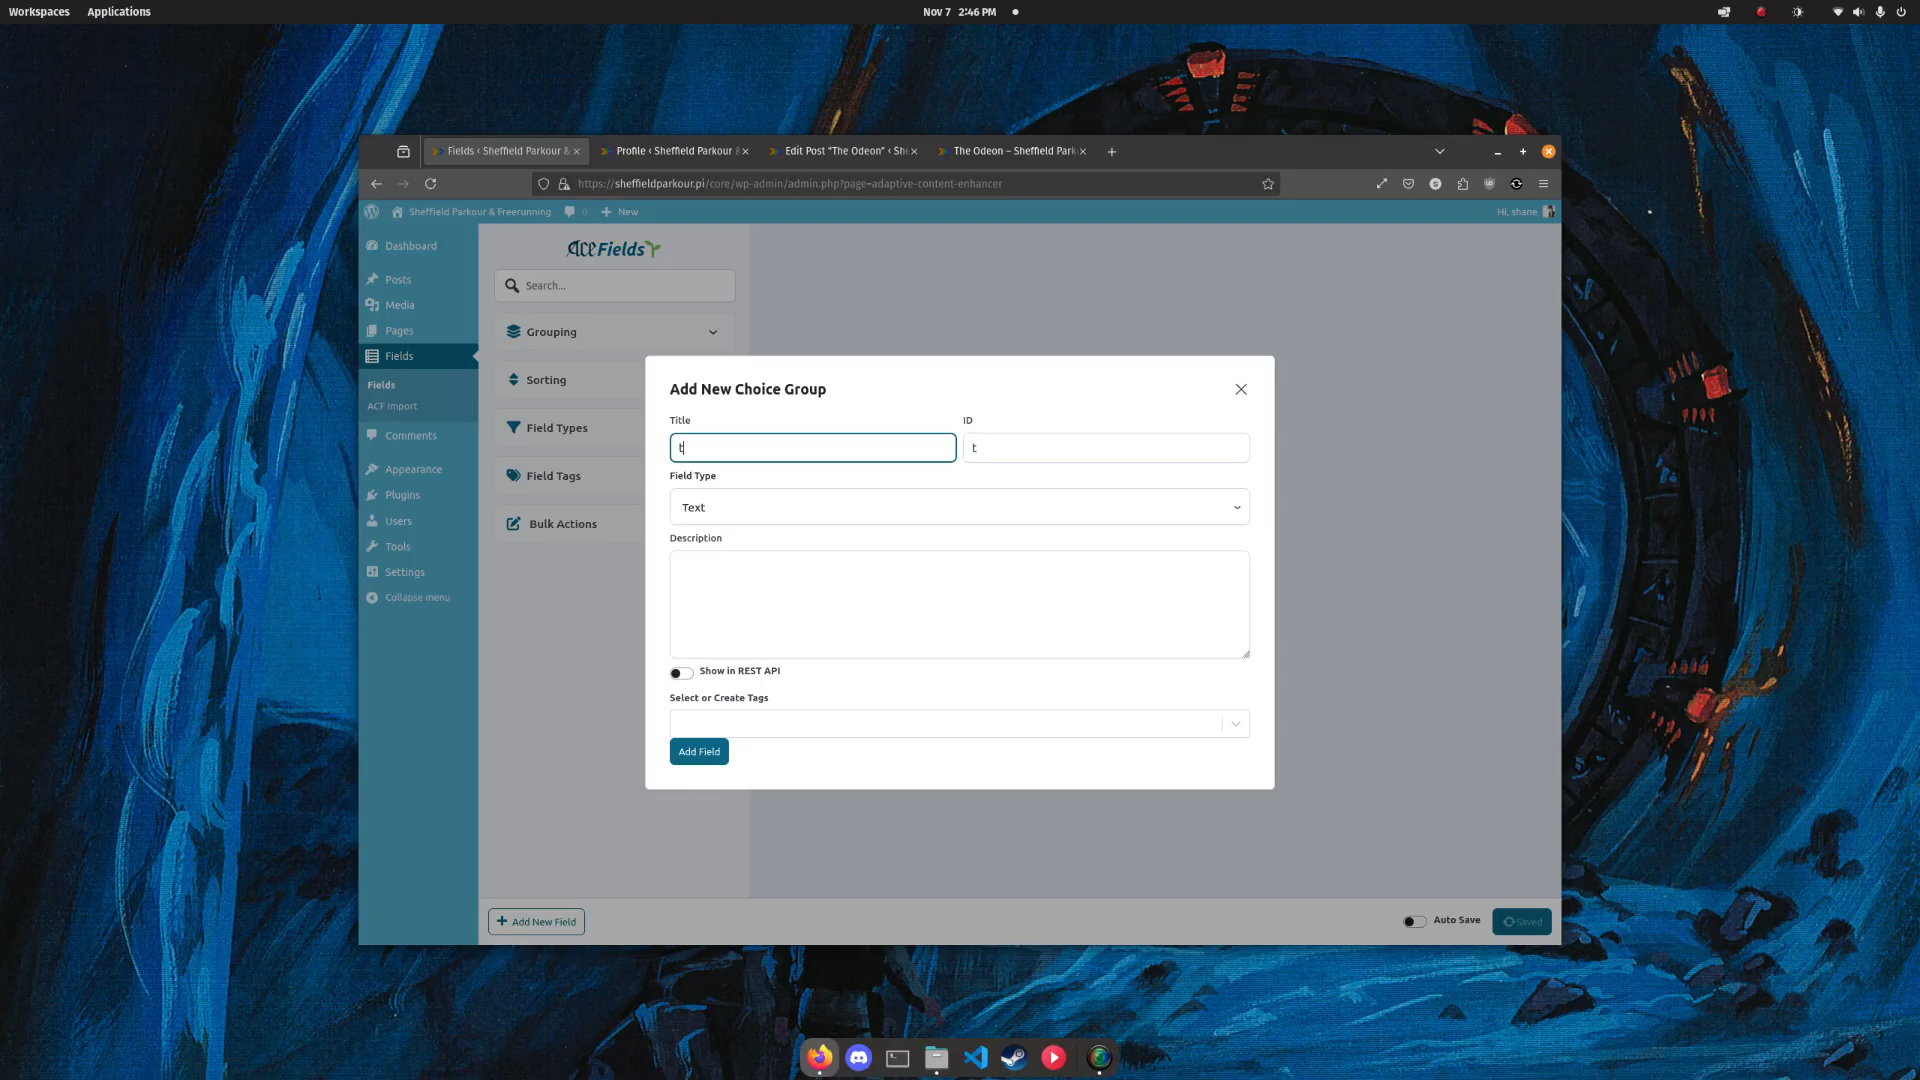 Workspaces
Applications
Nov 7 2:46 PM
Fields ‹ Sheffield Parkour &
Profile ‹ Sheffield Parkour &
Edit Post “The Odeon” ‹ She
The Odeon – Sheffield Park
https://sheffieldparkour.pi/core/wp-admin/admin.php?page=adaptive-content-enhancer
Sheffield Parkour & Freerunning
0
New
Hi, shane
Dashboard
Posts
Media
Pages
Fields
Fields
ACF Import
Comments
Appearance
Plugins
Users
Tools
Settings
Collapse menu
ACE Fields
Search...
Grouping
Sorting
Field Types
Field Tags
Bulk Actions
Add New Choice Group
Title
ID
t
t
Field Type
Text
Description
Show in REST API
Select or Create Tags
Add Field
Add New Field
Auto Save
Saved